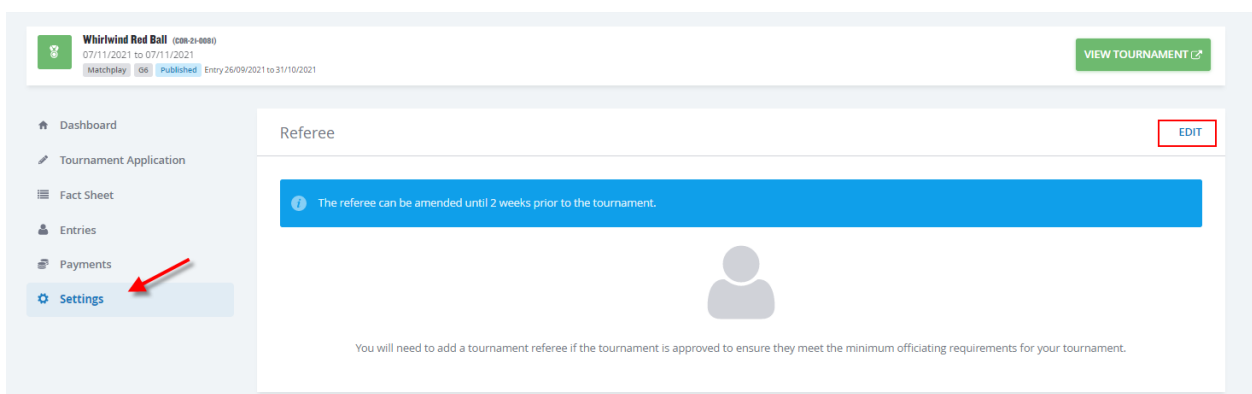 Whirlwind Red Ball (COR-21-0081)
07/11/2021 to 07/11/2021
Matchplay G6 Published Entry 26/09/2021 to 31/10/2021
VIEW TOURNAMENT
Dashboard
Tournament Application
Fact Sheet
Entries
Payments
Settings
Referee
EDIT
The referee can be amended until 2 weeks prior to the tournament.
You will need to add a tournament referee if the tournament is approved to ensure they meet the minimum officiating requirements for your tournament.